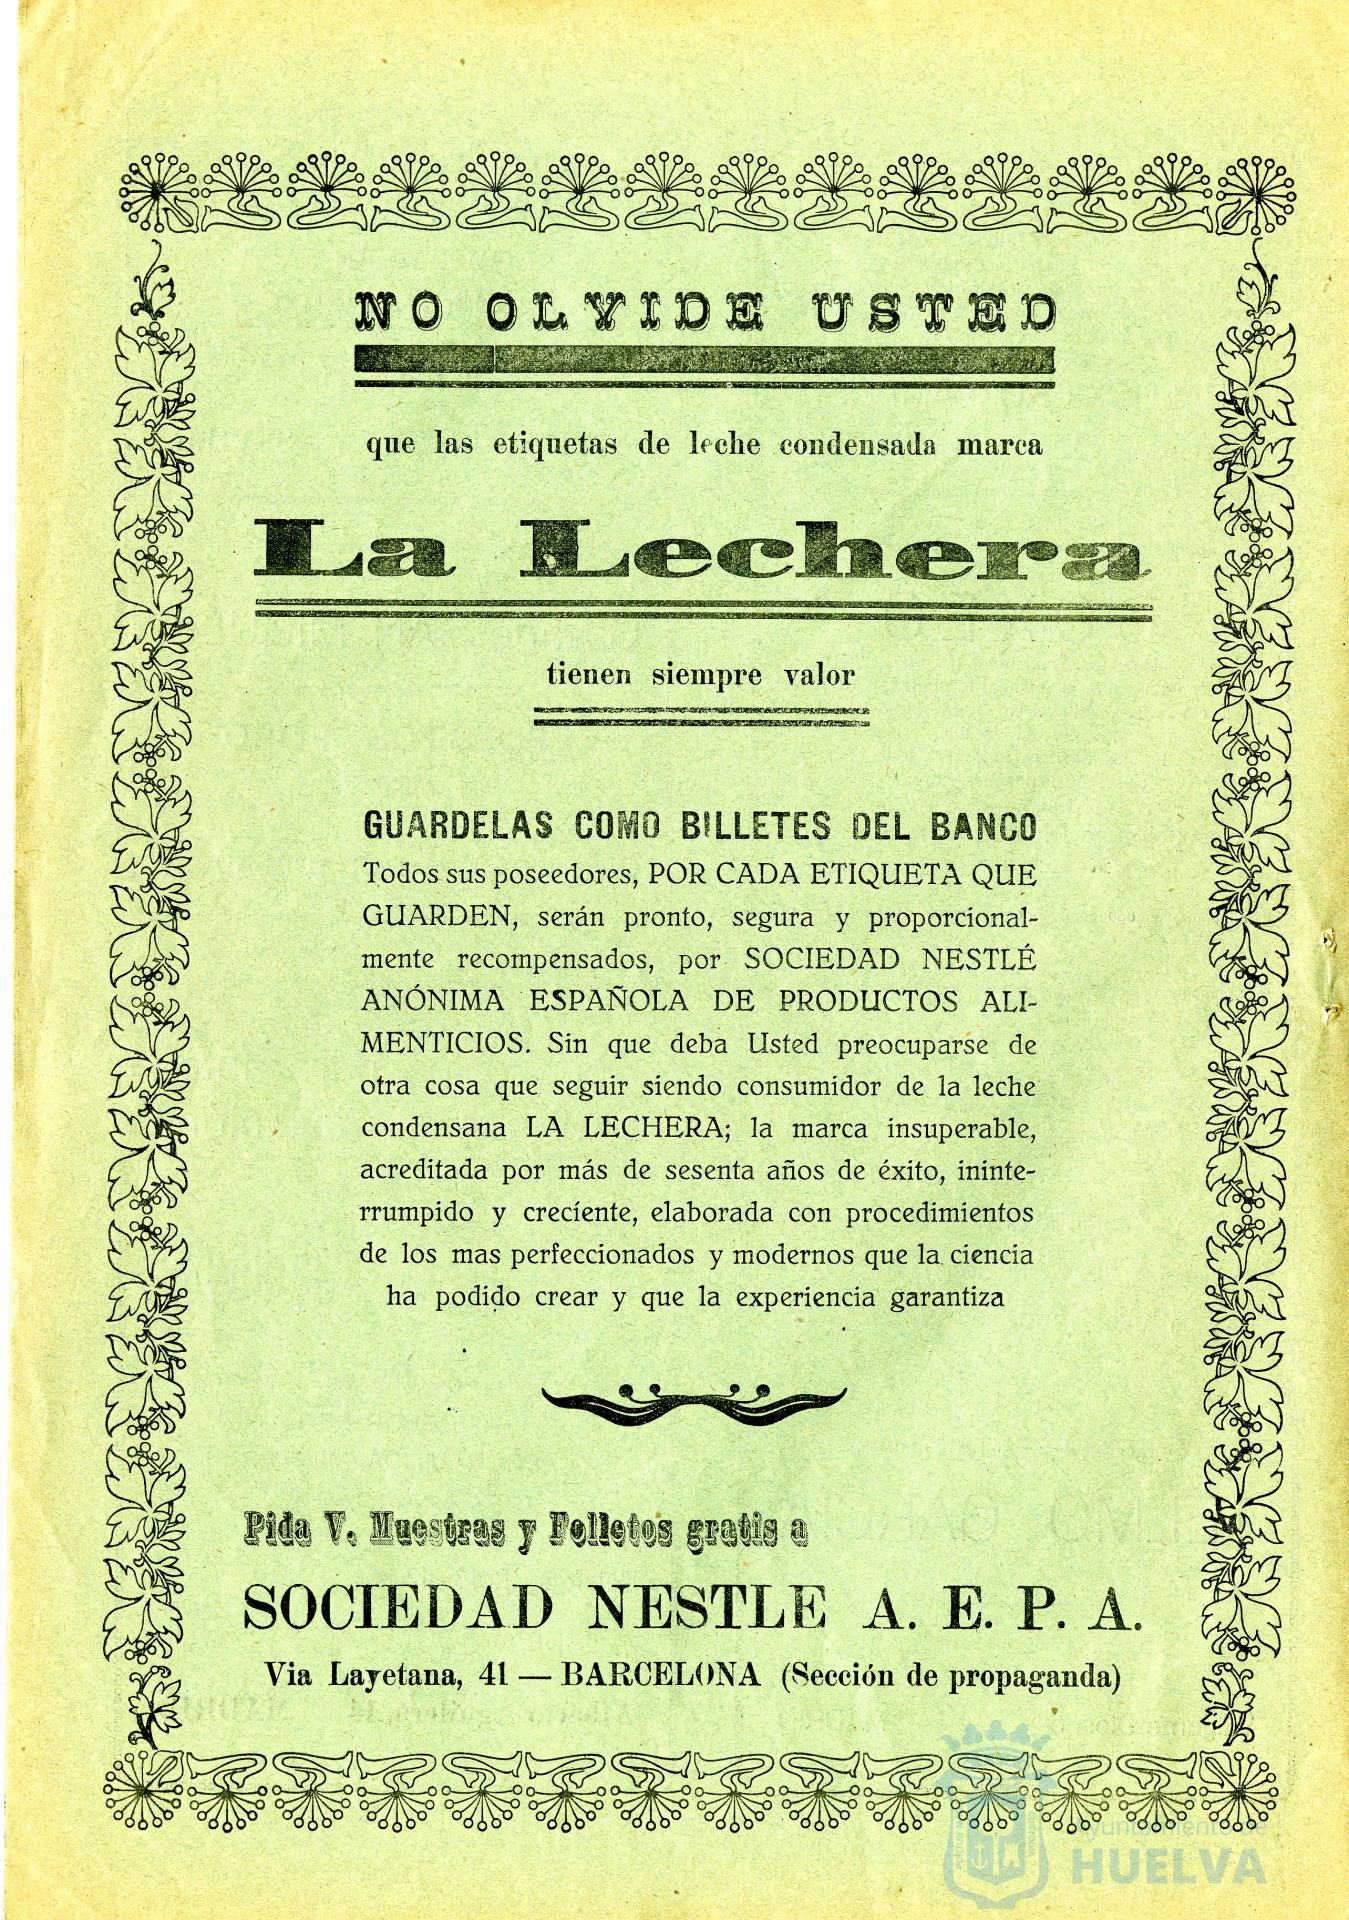 NO OLVIDE USTED
que las etiquetas de leche condensada marca
La Lechera
tienen siempre valor
GUARDELAS COMO BILLETES DEL BANCO
Todos sus poseedores, POR CADA ETIQUETA QUE
GUARDEN, serán pronto, segura y proporcional-
mente recompensados, por SOCIEDAD NESTLÉ
ANÓNIMA ESPAÑOLA DE PRODUCTOS ALI-
MENTICIOS. Sin que deba Usted preocuparse de
otra cosa que seguir siendo consumidor de la leche
condensana LA LECHERA; la marca insuperable,
acreditada por más de sesenta años de éxito, ininte-
rrumpido y crecíente, elaborada con procedimientos
de los mas perfeccionados y modernos que la ciencia
ha podido crear y que la experiencia garantiza
Pida V. Muestras y Folletos gratis a
SOCIEDAD NESTLE A. E. P. A.
Via Layetana, 41 — BARCELONA (Sección de propaganda)
Ayuntamiento de
HUELVA